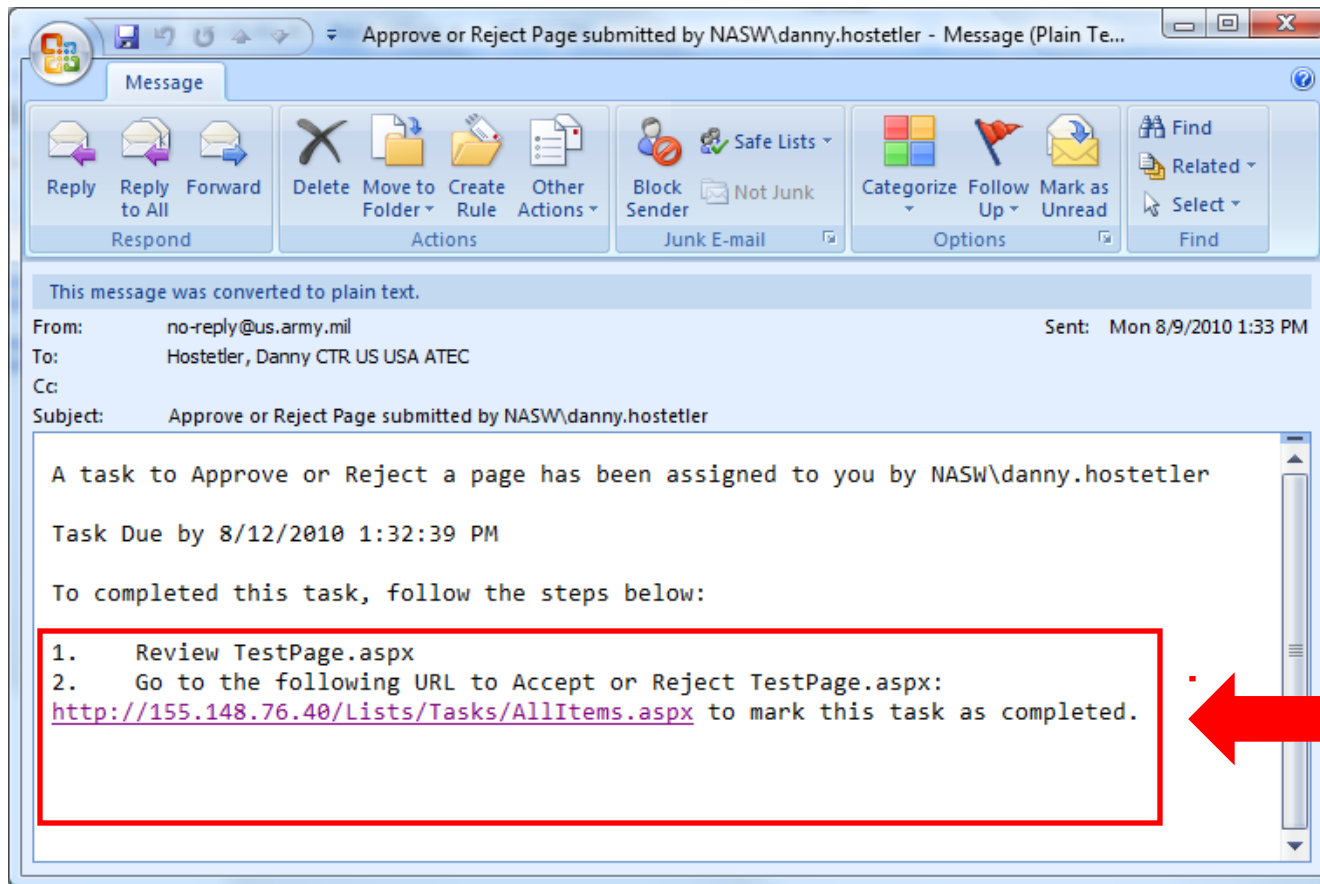 Approve or Reject Page submitted by NASW\danny.hostetler - Message (Plain Te...
Message
Reply
Reply to All
Forward
Respond
Delete
Move to Folder
Create Rule
Other Actions
Actions
Block Sender
Safe Lists
Not Junk
Junk E-mail
Categorize
Follow Up
Mark as Unread
Options
Find
Related
Select
Find
This message was converted to plain text.
From: no-reply@us.army.mil Sent: Mon 8/9/2010 1:33 PM
To: Hostetler, Danny CTR US USA ATEC
Cc:
Subject: Approve or Reject Page submitted by NASW\danny.hostetler
A task to Approve or Reject a page has been assigned to you by NASW\danny.hostetler
Task Due by 8/12/2010 1:32:39 PM
To completed this task, follow the steps below:
1. Review TestPage.aspx
2. Go to the following URL to Accept or Reject TestPage.aspx:
http://155.148.76.40/Lists/Tasks/AllItems.aspx to mark this task as completed.